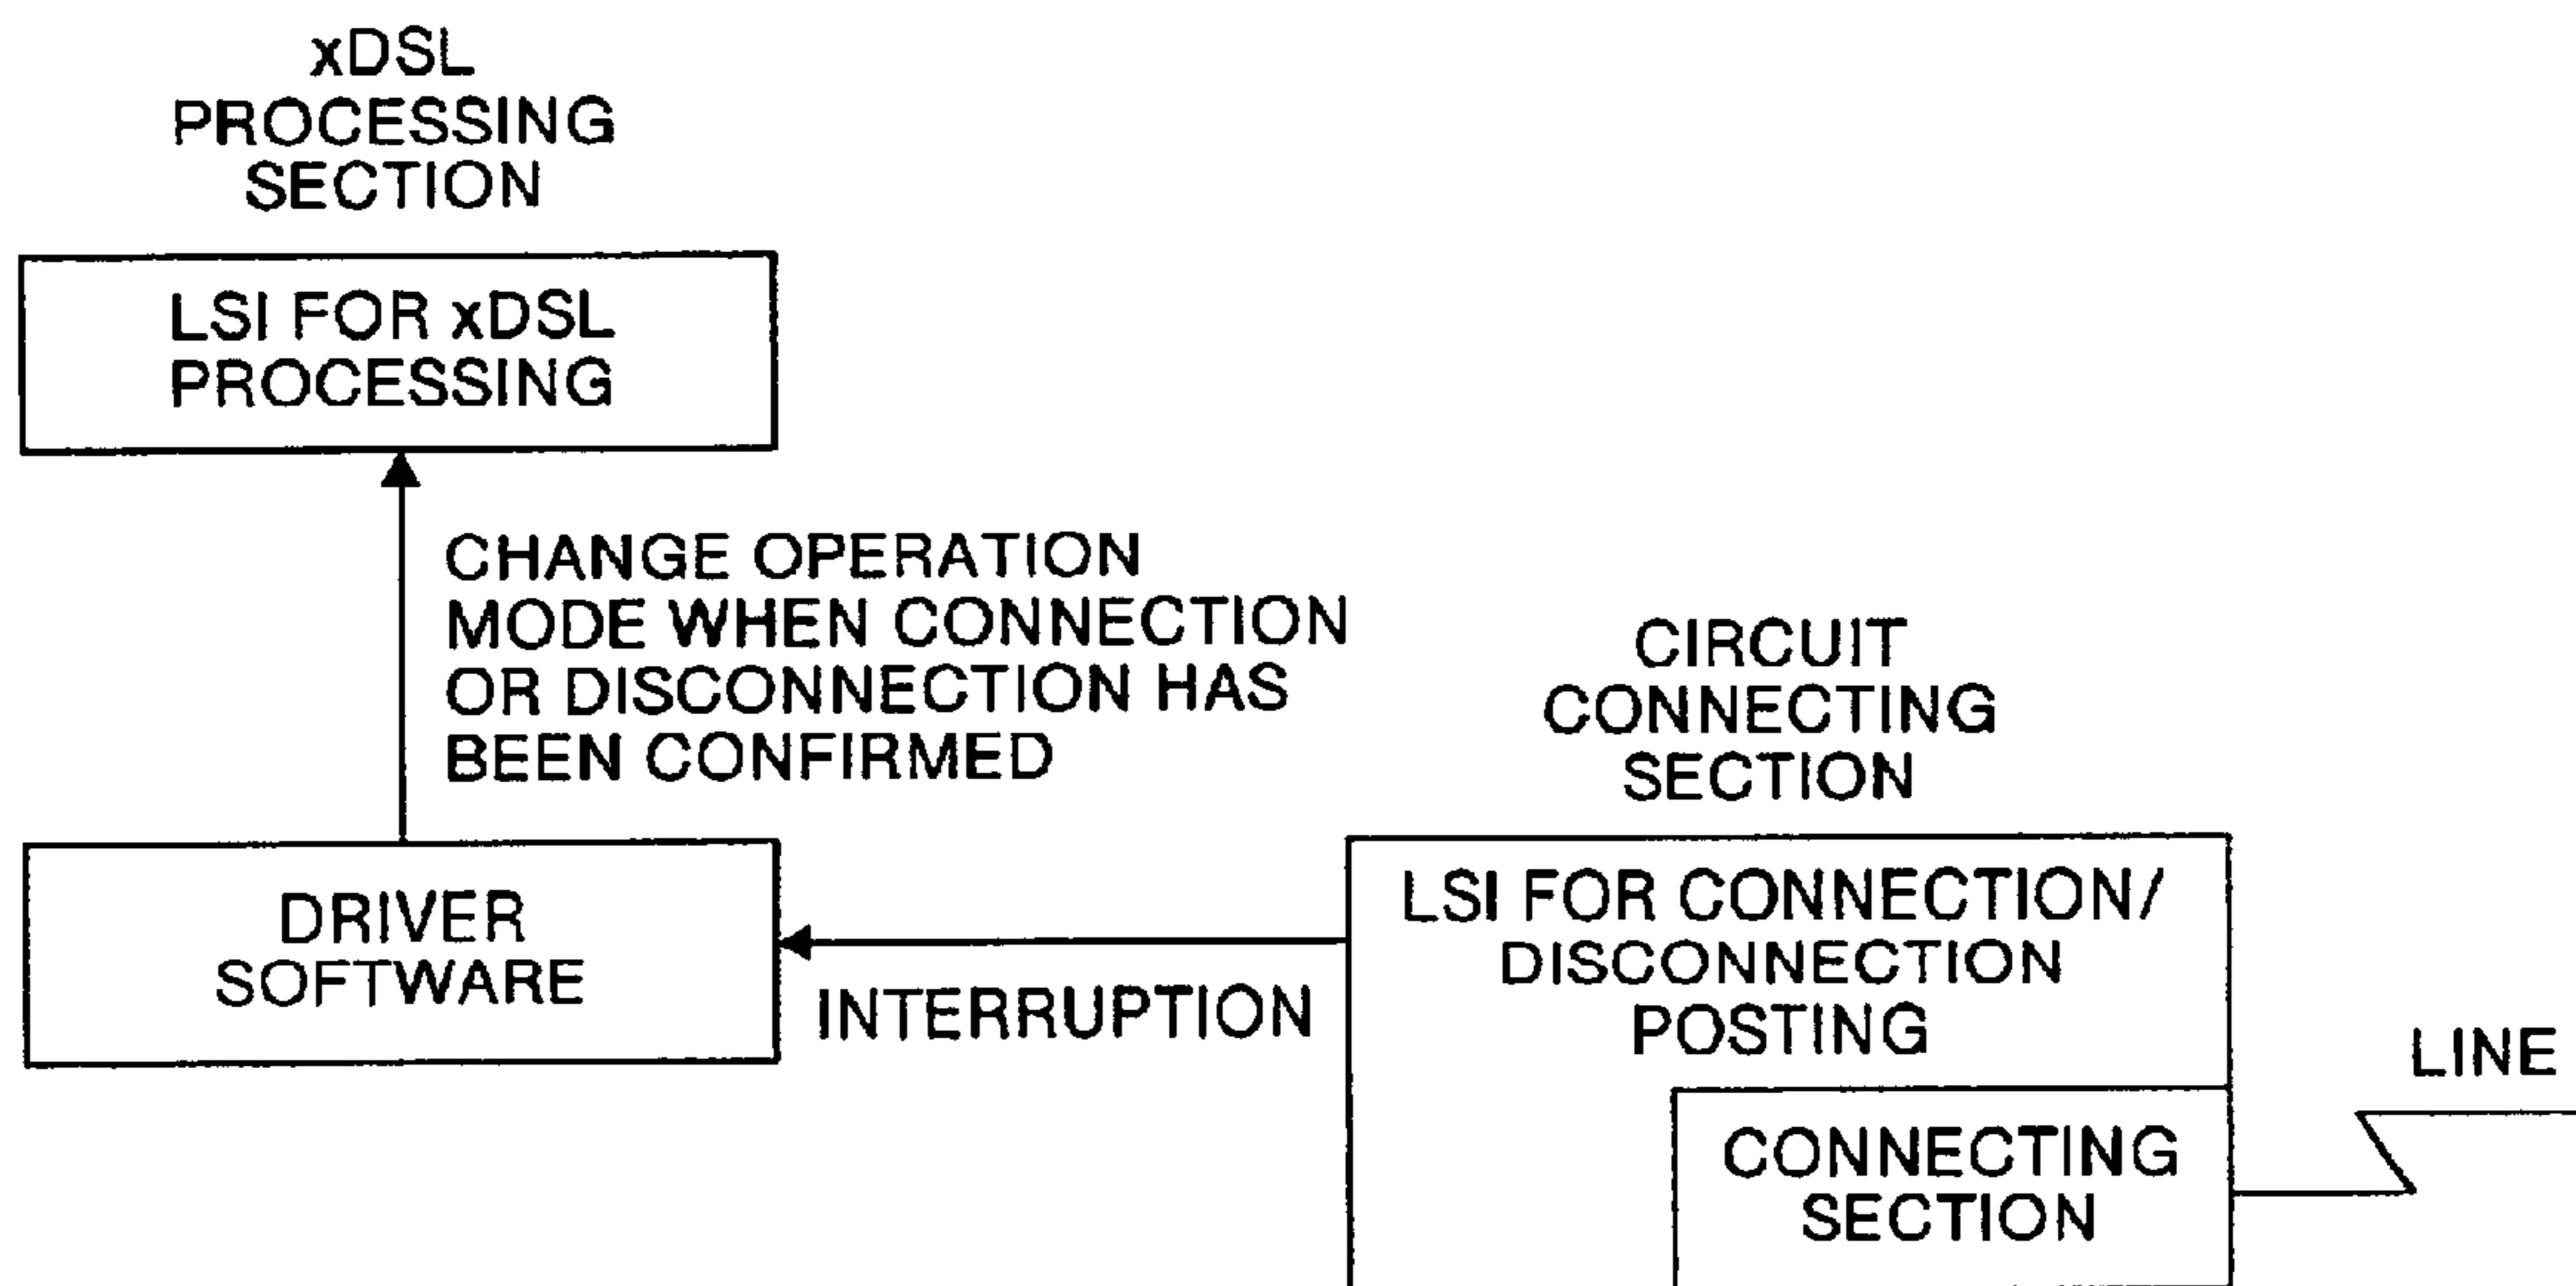 xDSL
PROCESSING
SECTION
LSI FOR xDSL
PROCESSING
CHANGE OPERATION
MODE WHEN CONNECTION
OR DISCONNECTION HAS
BEEN CONFIRMED
DRIVER
SOFTWARE
INTERRUPTION
CIRCUIT
CONNECTING
SECTION
LSI FOR CONNECTION/
DISCONNECTION
POSTING
CONNECTING
SECTION
LINE